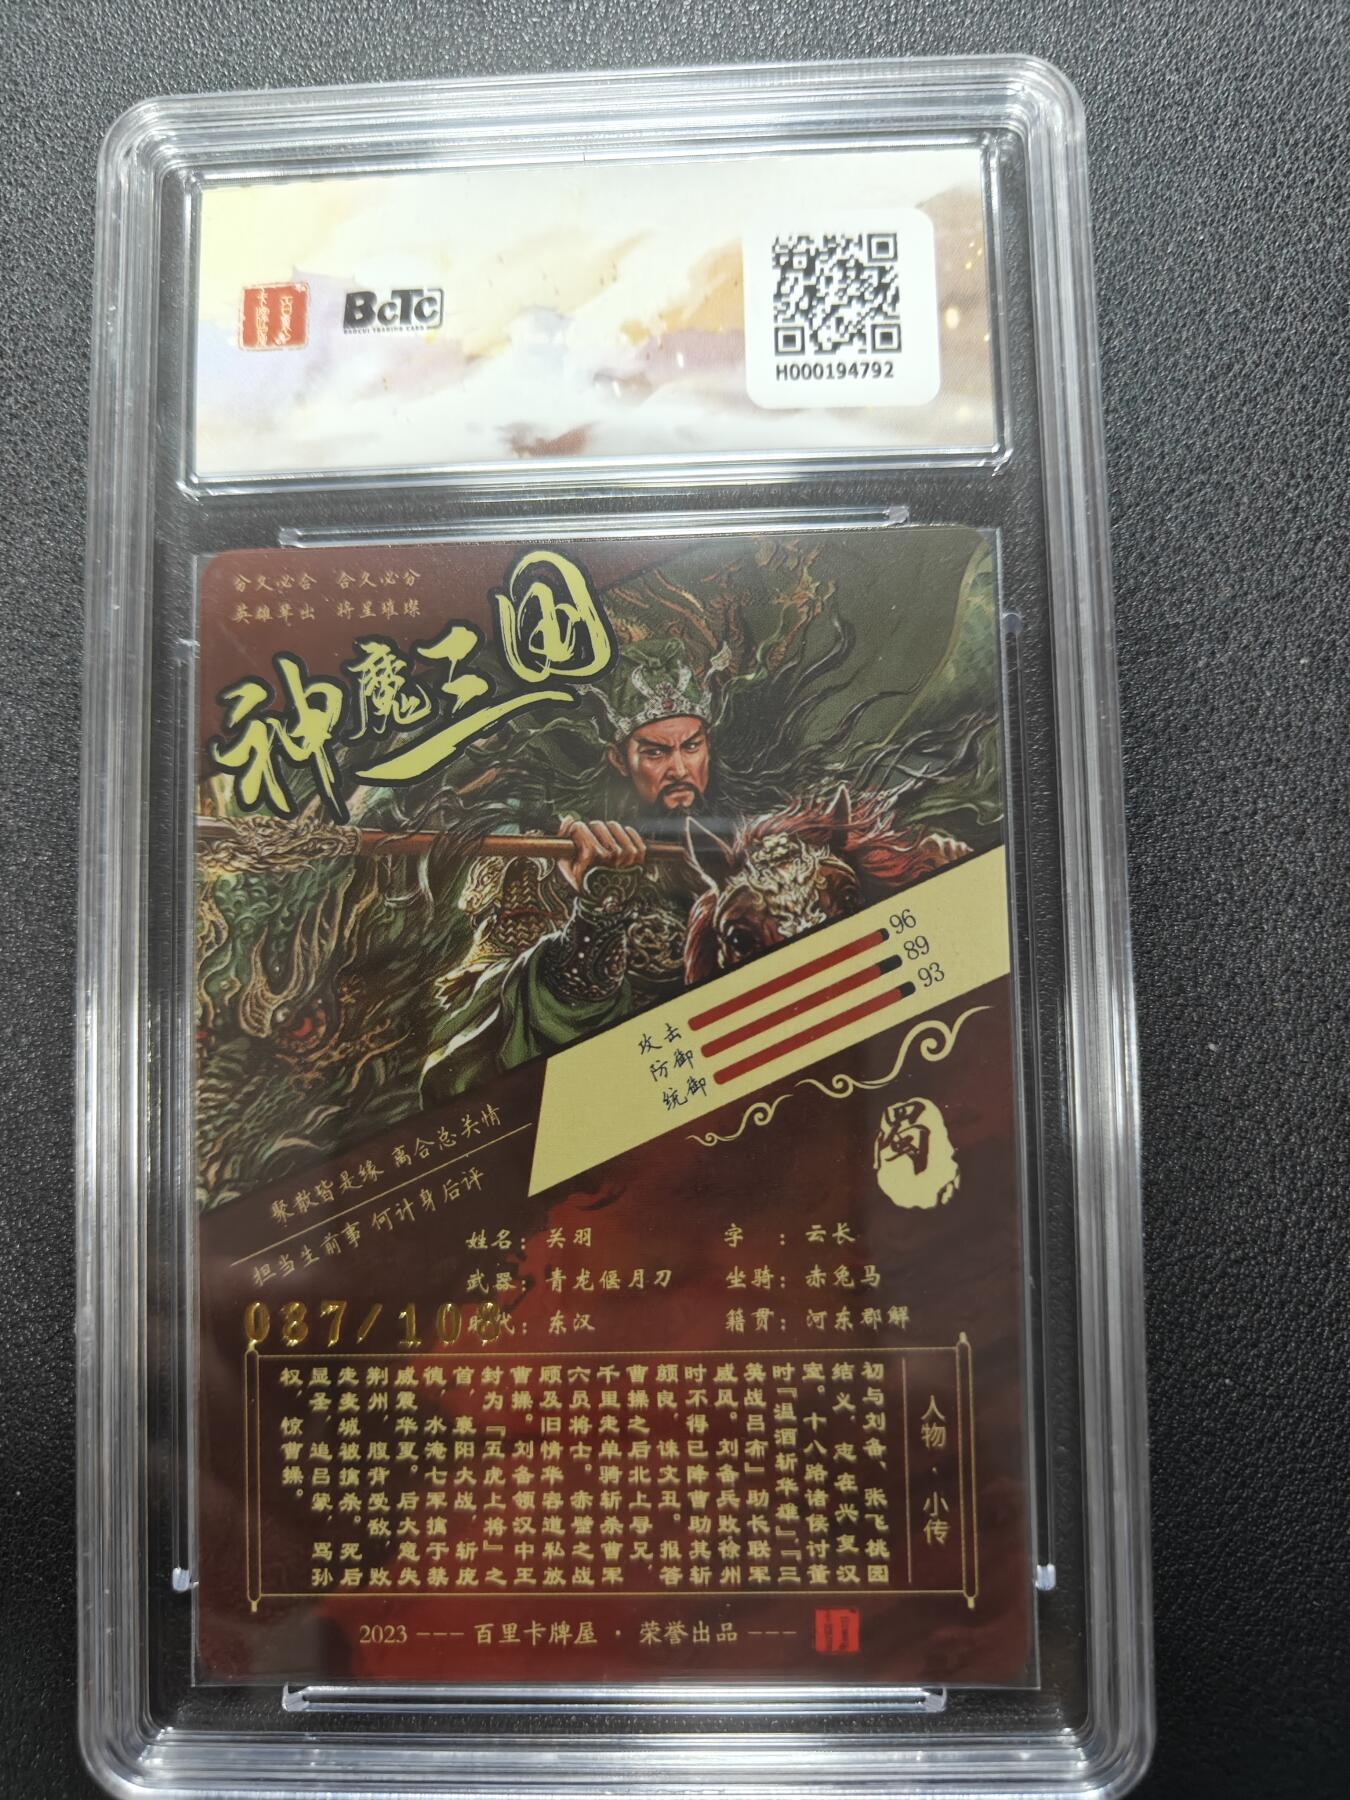 BCTC
BAOCUI TRADING CARD
H000194792
分久必合 合久必分
英雄辈出 将星璀璨
神魔三国
96
89
93
攻击
防御
统御
蜀
聚散皆是缘 离合总关情
担当生前事 何计身后评
姓名：关羽 字：云长
武器：青龙偃月刀 坐骑：赤兔马
时代：东汉 籍贯：河东郡解
087/108
人物·小传
初与刘备、张飞桃园
结义，志在兴复汉
室。十八路诸侯讨董
时『温酒斩华雄』『三
英战吕布』助长联军
威风。刘备兵败徐州
时不得已降曹助其斩
颜良，诛文丑。报答
曹操之后北上寻兄，
千里走单骑斩杀曹军
六员将士。赤壁之战
顾及旧情华容道私放
曹操。刘备领汉中王
封为『五虎上将』之
首，襄阳大战，斩庞
德，水淹七军擒于禁
威震华夏。后大意失
荆州，腹背受敌，败
走麦城被擒杀。死后
显圣，追吕蒙，骂孙
权，惊曹操。
2023 --- 百里卡牌屋 · 荣誉出品 ---